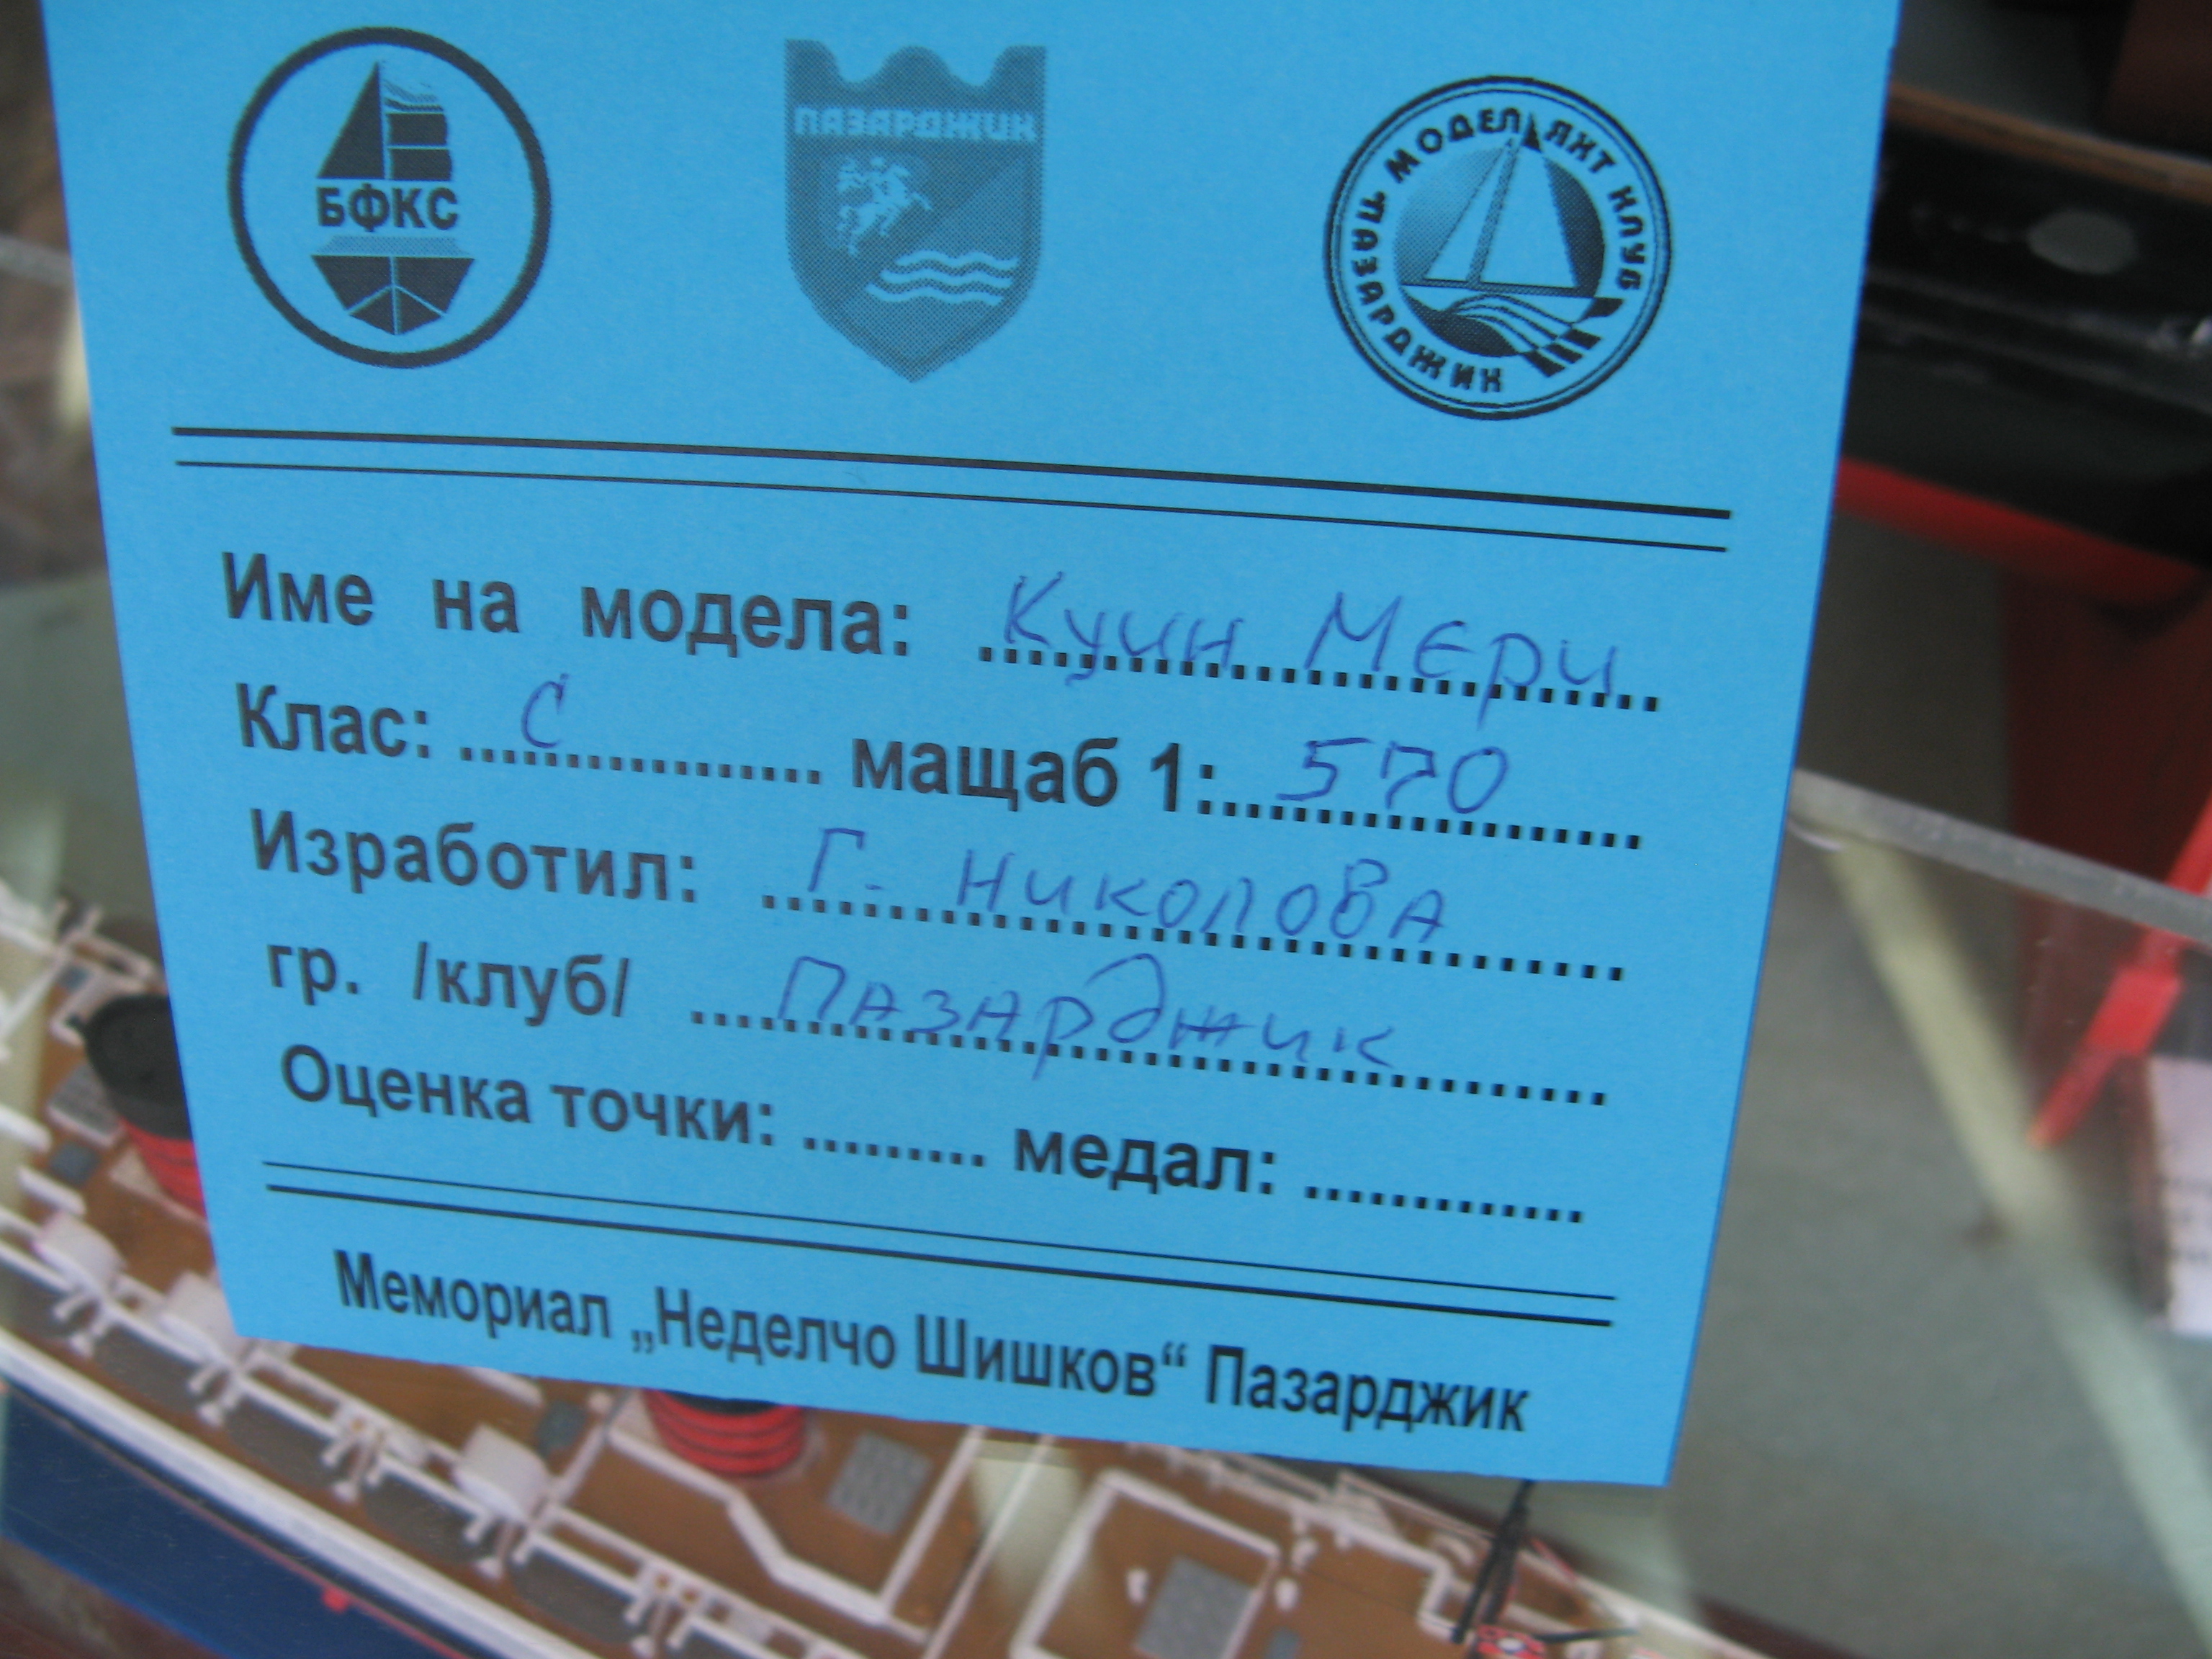 БФКС
ПАЗАРДЖИК
МОДЕЛ ЯХТ КЛУБ ПАЗАРДЖИК
Име на модела: Куин Мери
Клас: С мащаб 1: 570
Изработил: Г. Николова
гр. /клуб/ Пазарджик
Оценка точки: ......... медал: ............
Мемориал „Неделчо Шишков“ Пазарджик